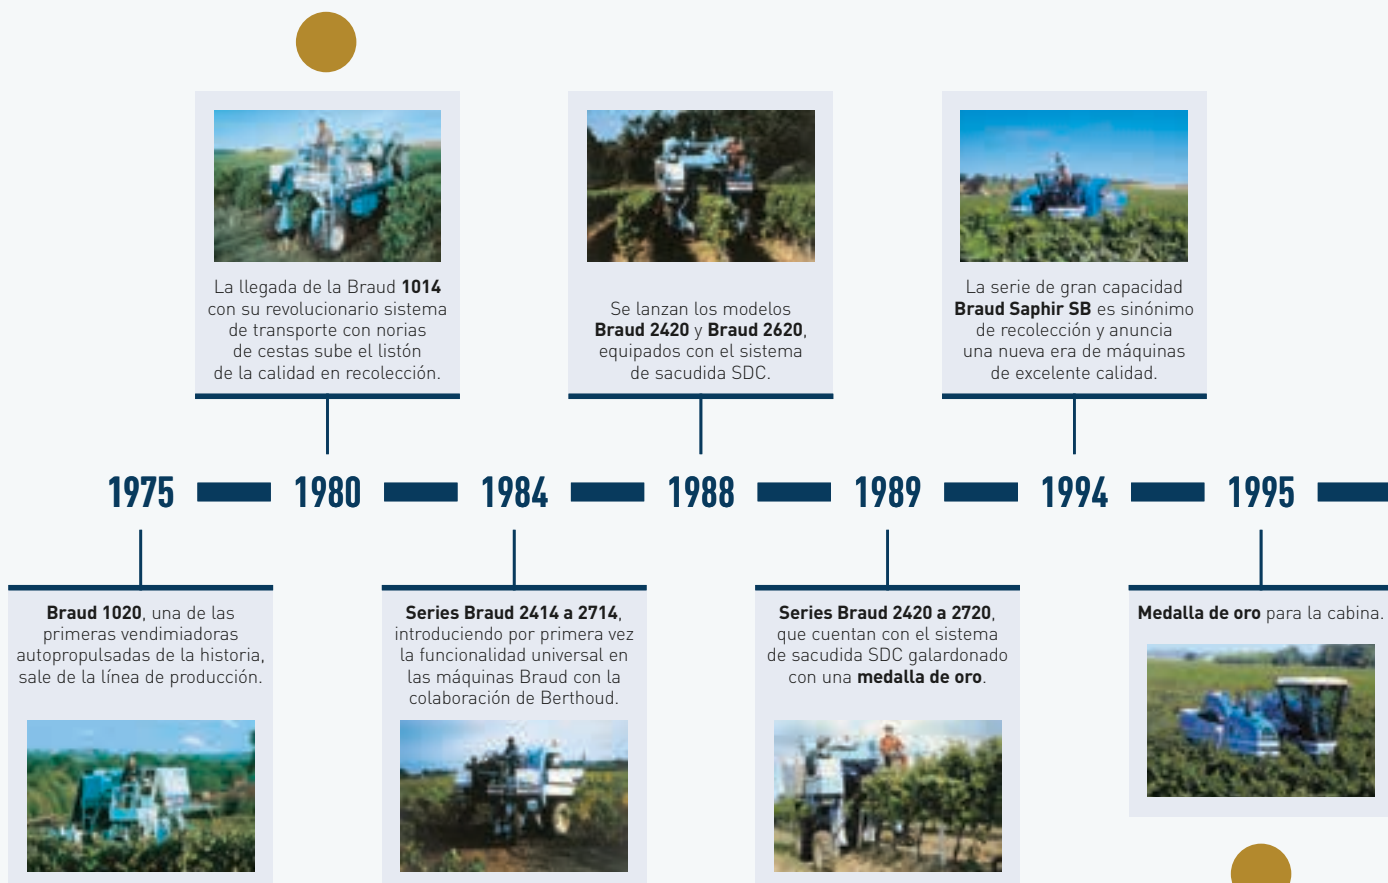 La llegada de la Braud 1014
con su revolucionario sistema
de transporte con norias
de cestas sube el listón
de la calidad en recolección.
Se lanzan los modelos
Braud 2420 y Braud 2620,
equipados con el sistema
de sacudida SDC.
La serie de gran capacidad
Braud Saphir SB es sinónimo
de recolección y anuncia
una nueva era de máquinas
de excelente calidad.
1975
1980
1984
1988
1989
1994
1995
Braud 1020, una de las
primeras vendimiadoras
autopropulsadas de la historia,
sale de la línea de producción.
Series Braud 2414 a 2714,
introduciendo por primera vez
la funcionalidad universal en
las máquinas Braud con la
colaboración de Berthoud.
Series Braud 2420 a 2720,
que cuentan con el sistema
de sacudida SDC galardonado
con una medalla de oro.
Medalla de oro para la cabina.